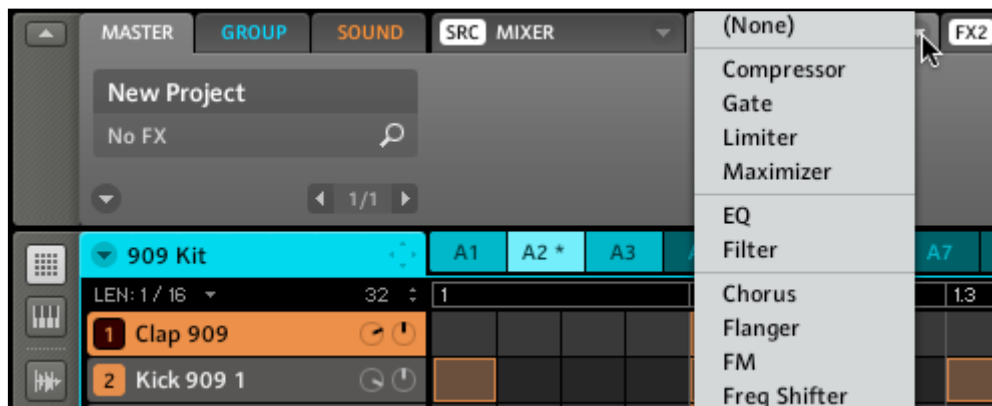 MASTER GROUP SOUND SRC MIXER FX2
New Project
No FX
1/1
(None)
Compressor
Gate
Limiter
Maximizer
EQ
Filter
Chorus
Flanger
FM
Freq Shifter
909 Kit A1 A2 * A3 A7
LEN: 1 / 16 32 1 1.3
1 Clap 909
2 Kick 909 1